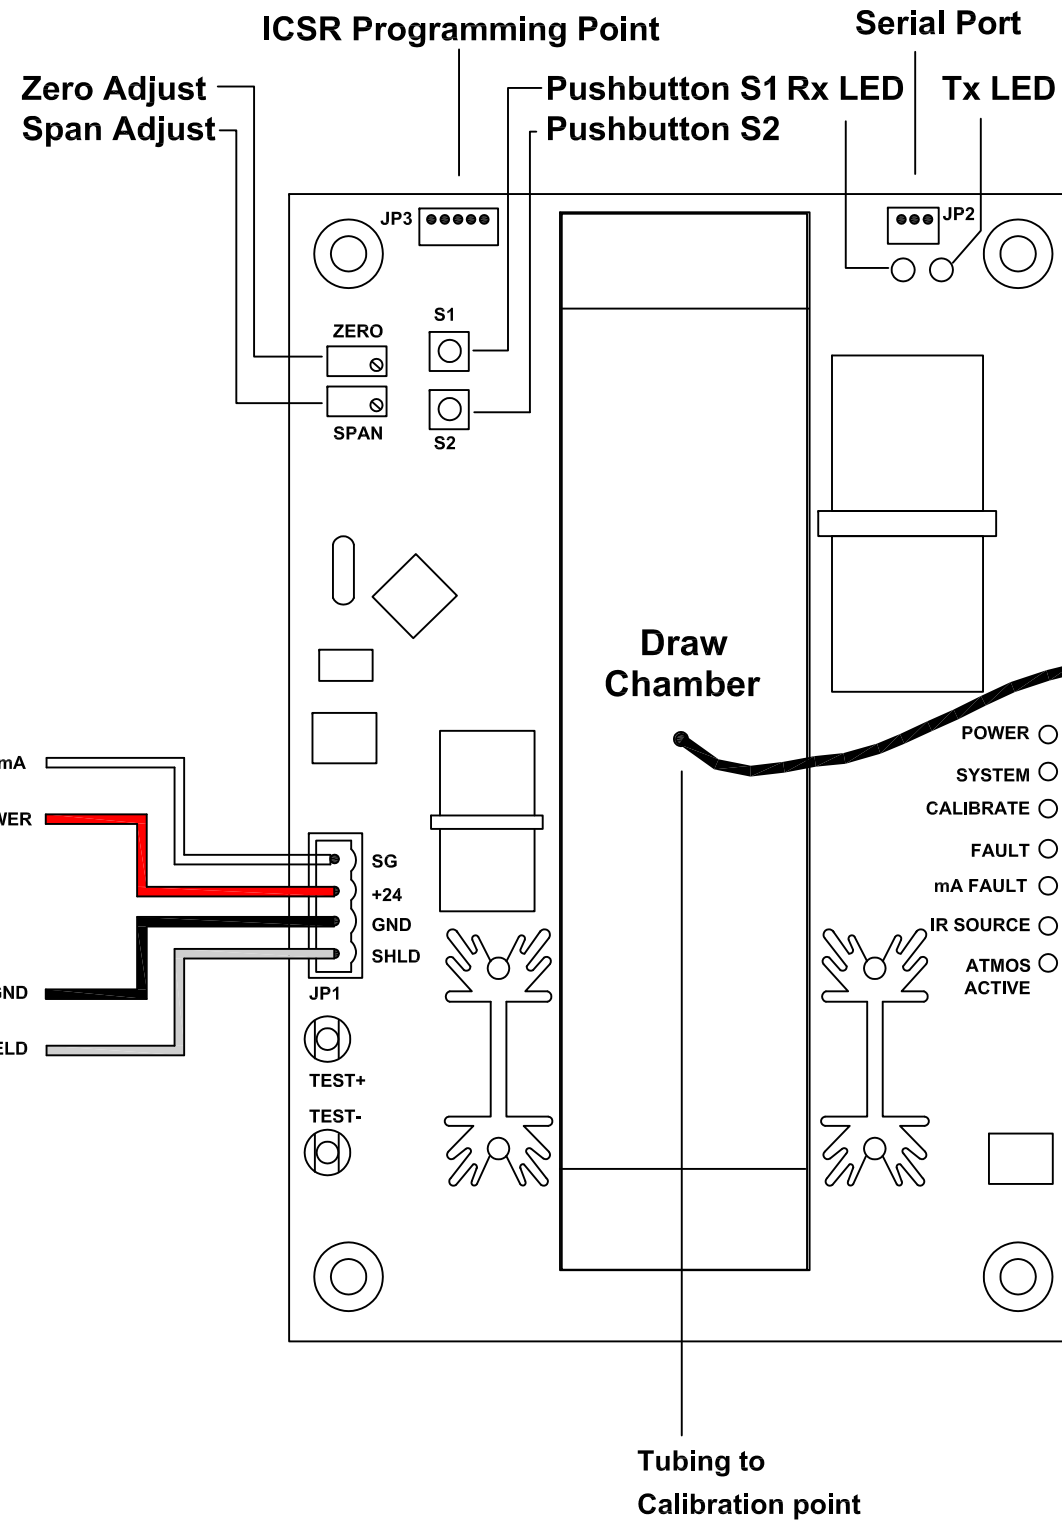 ICSR Programming Point
Serial Port
Zero Adjust
Pushbutton S1
Rx LED
Tx LED
Span Adjust
Pushbutton S2
JP3
JP2
S1
ZERO
SPAN
S2
Draw
Chamber
POWER
SYSTEM
CALIBRATE
FAULT
mA FAULT
IR SOURCE
ATMOS
ACTIVE
mA
SG
+24
GND
SHLD
JP1
TEST+
TEST-
Tubing to
Calibration point